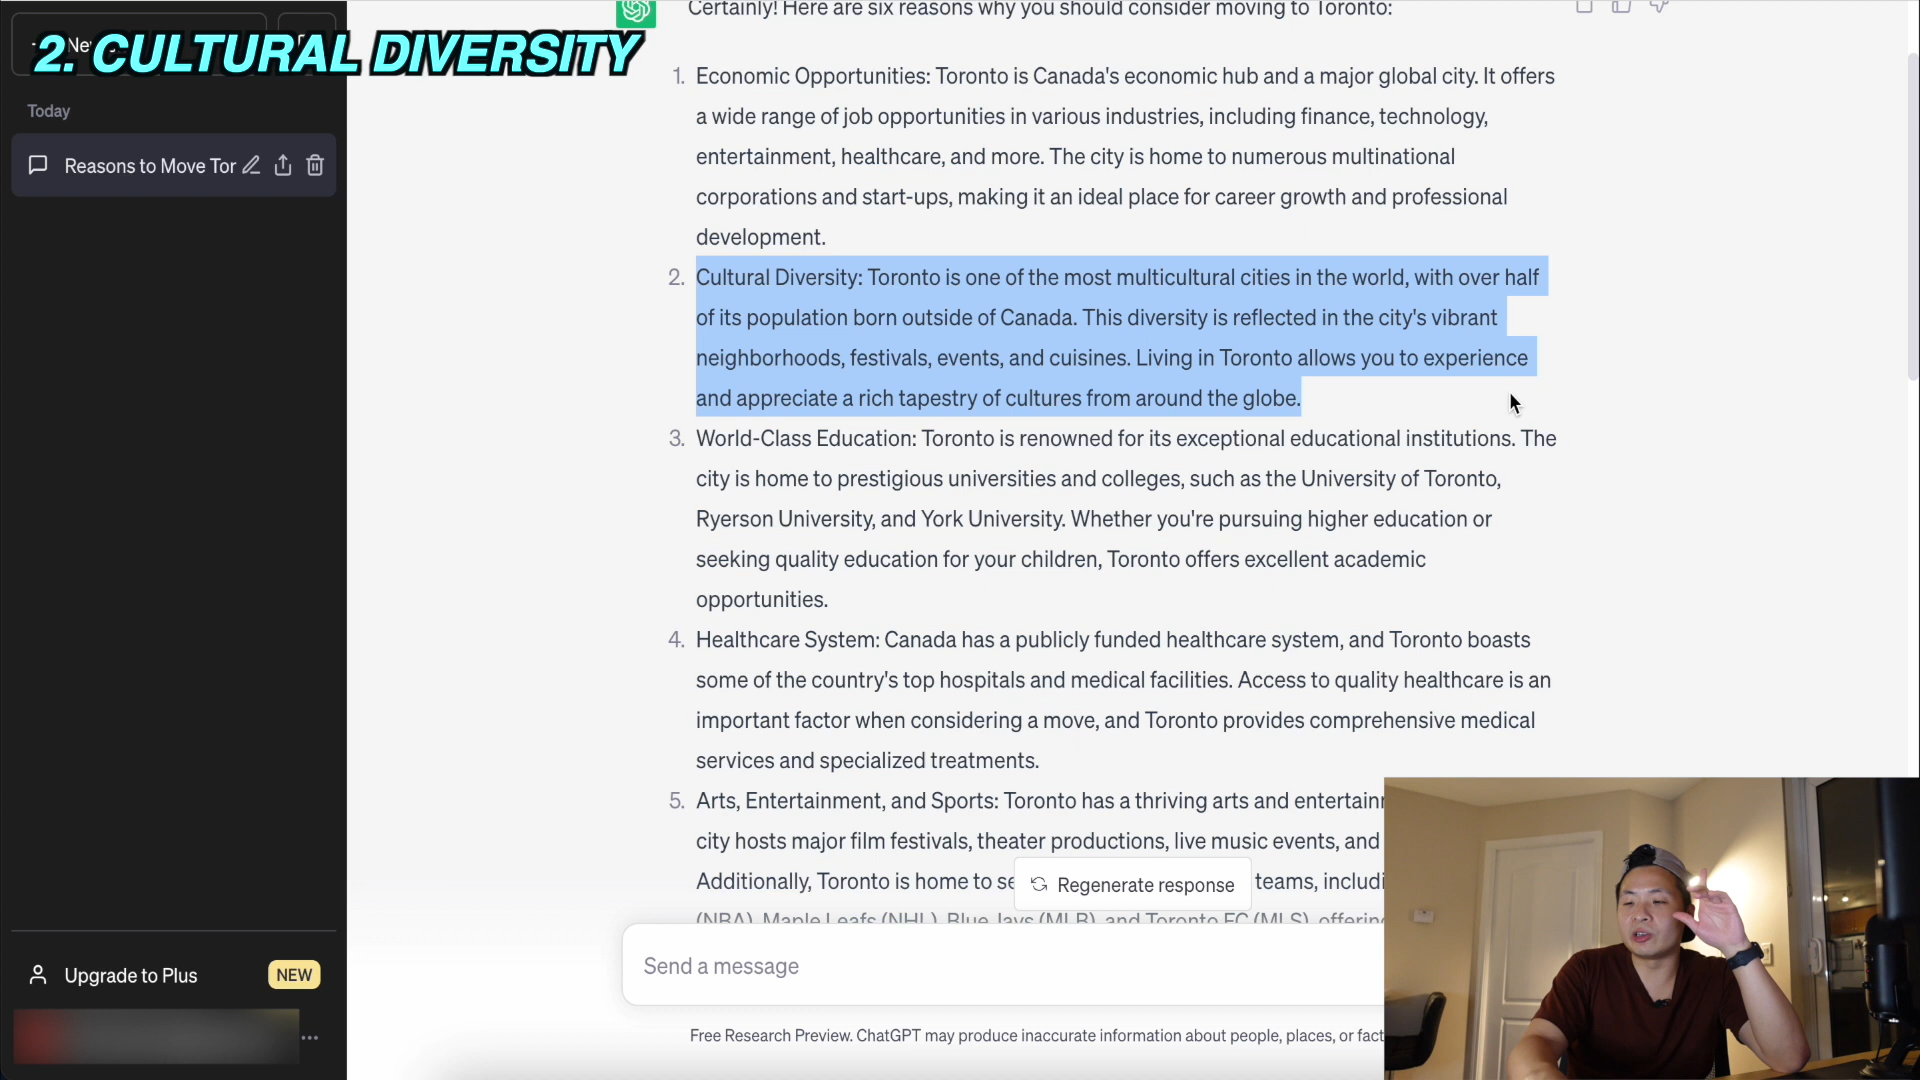 2. CULTURAL DIVERSITY
Today
Reasons to Move Tor
Upgrade to Plus
NEW
Certainly! Here are six reasons why you should consider moving to Toronto:
1. Economic Opportunities: Toronto is Canada's economic hub and a major global city. It offers
a wide range of job opportunities in various industries, including finance, technology,
entertainment, healthcare, and more. The city is home to numerous multinational
corporations and start-ups, making it an ideal place for career growth and professional
development.
2. Cultural Diversity: Toronto is one of the most multicultural cities in the world, with over half
of its population born outside of Canada. This diversity is reflected in the city's vibrant
neighborhoods, festivals, events, and cuisines. Living in Toronto allows you to experience
and appreciate a rich tapestry of cultures from around the globe.
3. World-Class Education: Toronto is renowned for its exceptional educational institutions. The
city is home to prestigious universities and colleges, such as the University of Toronto,
Ryerson University, and York University. Whether you're pursuing higher education or
seeking quality education for your children, Toronto offers excellent academic
opportunities.
4. Healthcare System: Canada has a publicly funded healthcare system, and Toronto boasts
some of the country's top hospitals and medical facilities. Access to quality healthcare is an
important factor when considering a move, and Toronto provides comprehensive medical
services and specialized treatments.
5. Arts, Entertainment, and Sports: Toronto has a thriving arts and entertainm
city hosts major film festivals, theater productions, live music events, and
Additionally, Toronto is home to se
teams, includi
Regenerate response
(NBA), Maple Leafs (NHL), Blue Jays (MLB), and Toronto FC (MLS), offering
Send a message
Free Research Preview. ChatGPT may produce inaccurate information about people, places, or fact